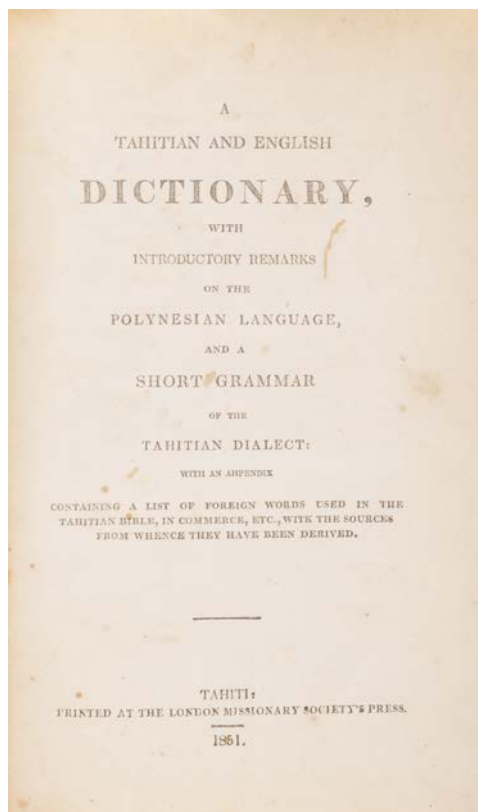 A
TAHITIAN AND ENGLISH
DICTIONARY,
WITH
INTRODUCTORY REMARKS
ON THE
POLYNESIAN LANGUAGE,
AND A
SHORT GRAMMAR
OF THE
TAHITIAN DIALECT:
WITH AN APPENDIX
CONTAINING A LIST OF FOREIGN WORDS USED IN THE
TAHITIAN BIBLE, IN COMMERCE, ETC., WITH THE SOURCES
FROM WHENCE THEY HAVE BEEN DERIVED.
TAHITI:
PRINTED AT THE LONDON MISSIONARY SOCIETY'S PRESS.
1851.